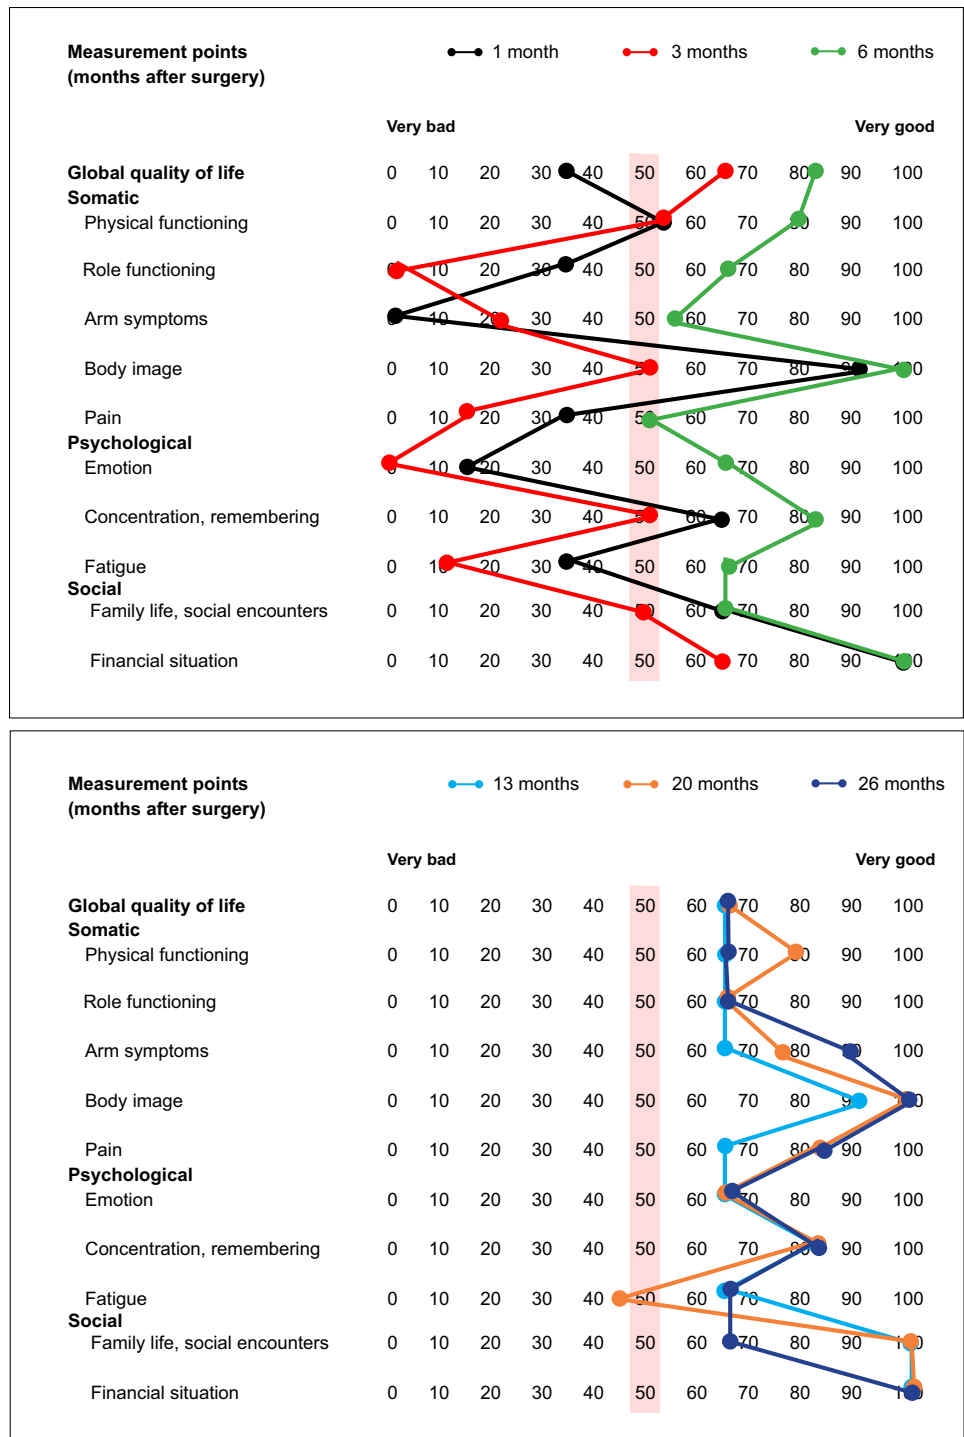 Measurement points 1 month 3 months 6 months
(months after surgery)
Very bad Very good
Global quality of life 0 10 20 30 40 50 60 70 80 90 100
Somatic
Physical functioning 0 10 20 30 40 50 60 70 80 90 100
Role functioning 0 10 20 30 40 50 60 70 80 90 100
Arm symptoms 0 10 20 30 40 50 60 70 80 90 100
Body image 0 10 20 30 40 50 60 70 80 90 100
Pain 0 10 20 30 40 50 60 70 80 90 100
Psychological
Emotion 0 10 20 30 40 50 60 70 80 90 100
Concentration, remembering 0 10 20 30 40 50 60 70 80 90 100
Fatigue 0 10 20 30 40 50 60 70 80 90 100
Social
Family life, social encounters 0 10 20 30 40 50 60 70 80 90 100
Financial situation 0 10 20 30 40 50 60 70 80 90 100
Measurement points 13 months 20 months 26 months
(months after surgery)
Very bad Very good
Global quality of life 0 10 20 30 40 50 60 70 80 90 100
Somatic
Physical functioning 0 10 20 30 40 50 60 70 80 90 100
Role functioning 0 10 20 30 40 50 60 70 80 90 100
Arm symptoms 0 10 20 30 40 50 60 70 80 90 100
Body image 0 10 20 30 40 50 60 70 80 90 100
Pain 0 10 20 30 40 50 60 70 80 90 100
Psychological
Emotion 0 10 20 30 40 50 60 70 80 90 100
Concentration, remembering 0 10 20 30 40 50 60 70 80 90 100
Fatigue 0 10 20 30 40 50 60 70 80 90 100
Social
Family life, social encounters 0 10 20 30 40 50 60 70 80 90 100
Financial situation 0 10 20 30 40 50 60 70 80 90 100